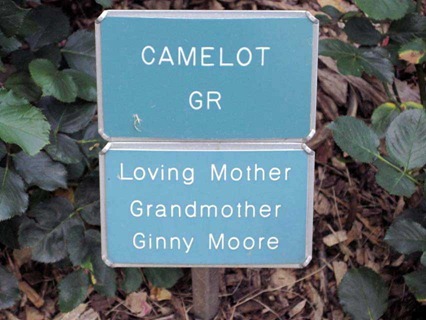 CAMELOT
GR
Loving Mother
Grandmother
Ginny Moore